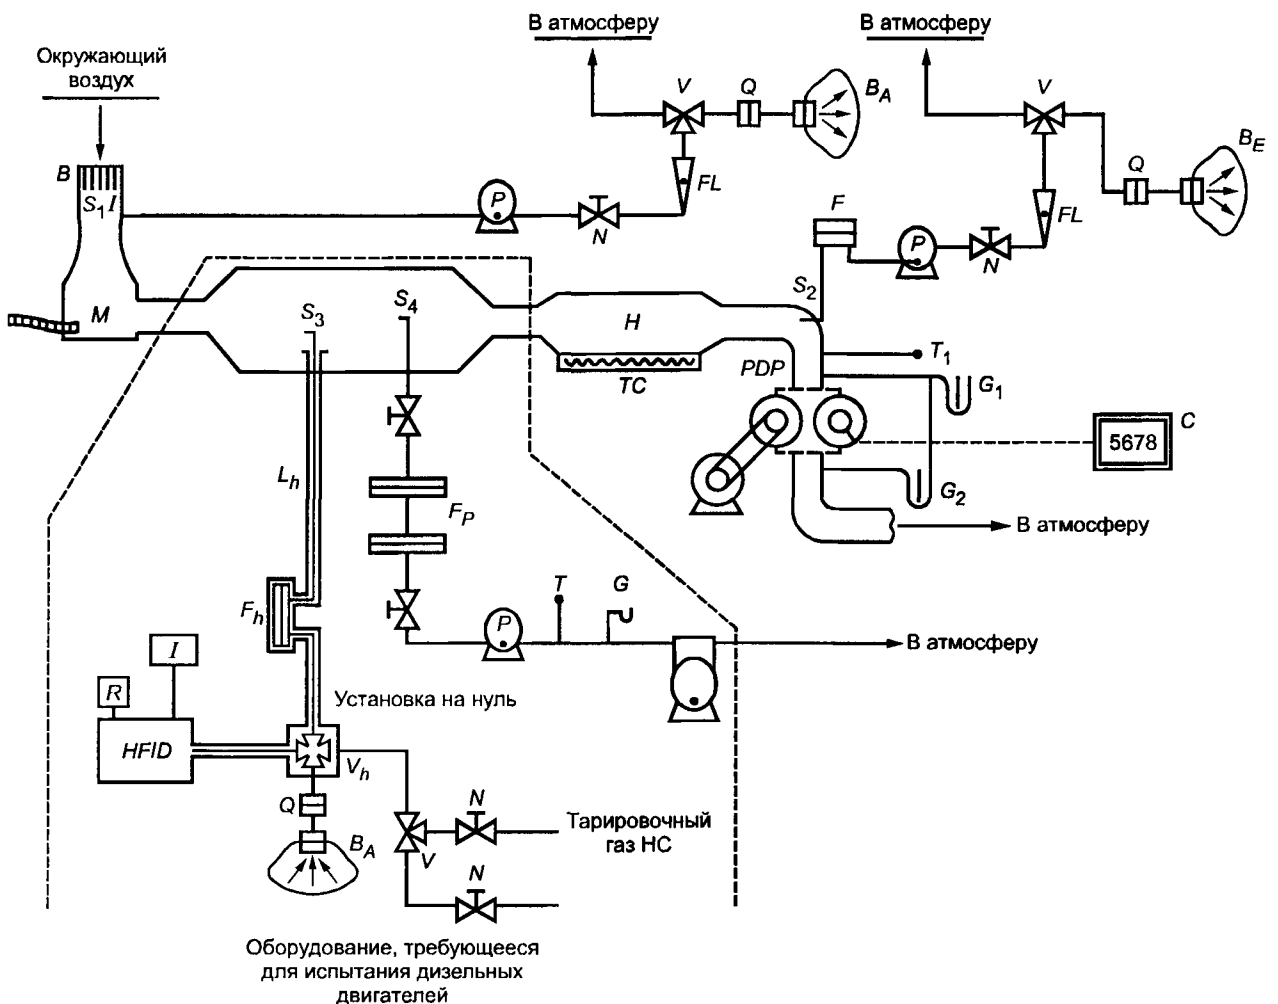 В атмосферу
В атмосферу
Окружающий
воздух
V
Q
B_A
V
B_E
B
S_1 I
P
N
FL
F
Q
P
N
FL
S_2
M
S_3
S_4
H
TC
PDP
T_1
G_1
C
5678
L_h
F_P
G_2
В атмосферу
F_h
T
G
P
В атмосферу
I
R
Установка на нуль
HFID
V_h
Q
N
Тарировочный
газ НС
B_A
V
N
Оборудование, требующееся
для испытания дизельных
двигателей